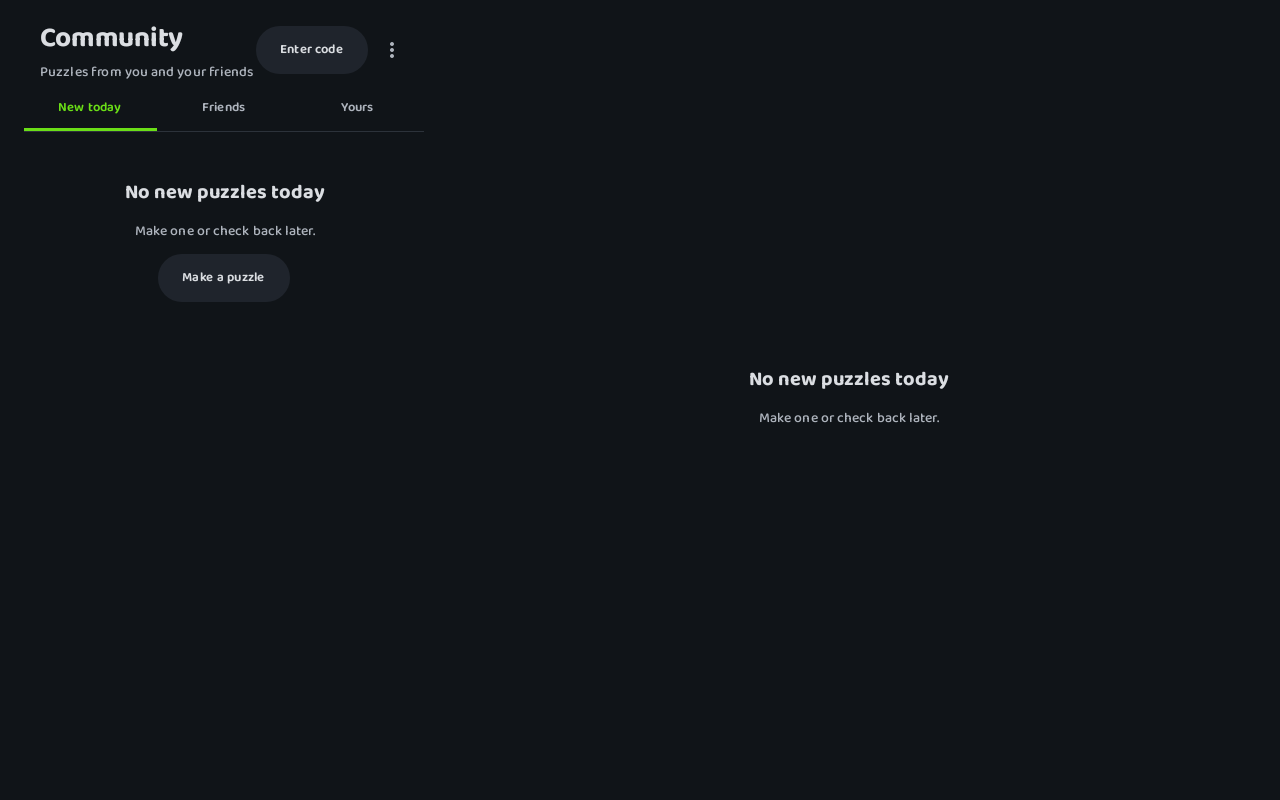 Community
Puzzles from you and your friends
Enter code
New today
Friends
Yours
No new puzzles today
Make one or check back later.
Make a puzzle
No new puzzles today
Make one or check back later.